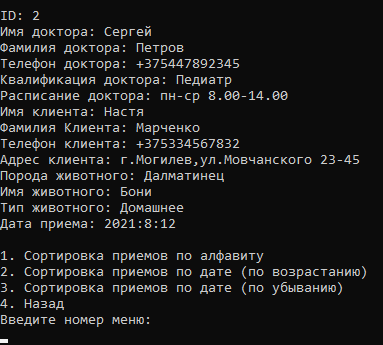 ID: 2
Имя доктора: Сергей
Фамилия доктора: Петров
Телефон доктора: +375447892345
Квалификация доктора: Педиатр
Расписание доктора: пн-ср 8.00-14.00
Имя клиента: Настя
Фамилия Клиента: Марченко
Телефон клиента: +375334567832
Адрес клиента: г.Могилев,ул.Мовчанского 23-45
Порода животного: Далматинец
Имя животного: Бони
Тип животного: Домашнее
Дата приема: 2021:8:12
1. Сортировка приемов по алфавиту
2. Сортировка приемов по дате (по возрастанию)
3. Сортировка приемов по дате (по убыванию)
4. Назад
Введите номер меню: